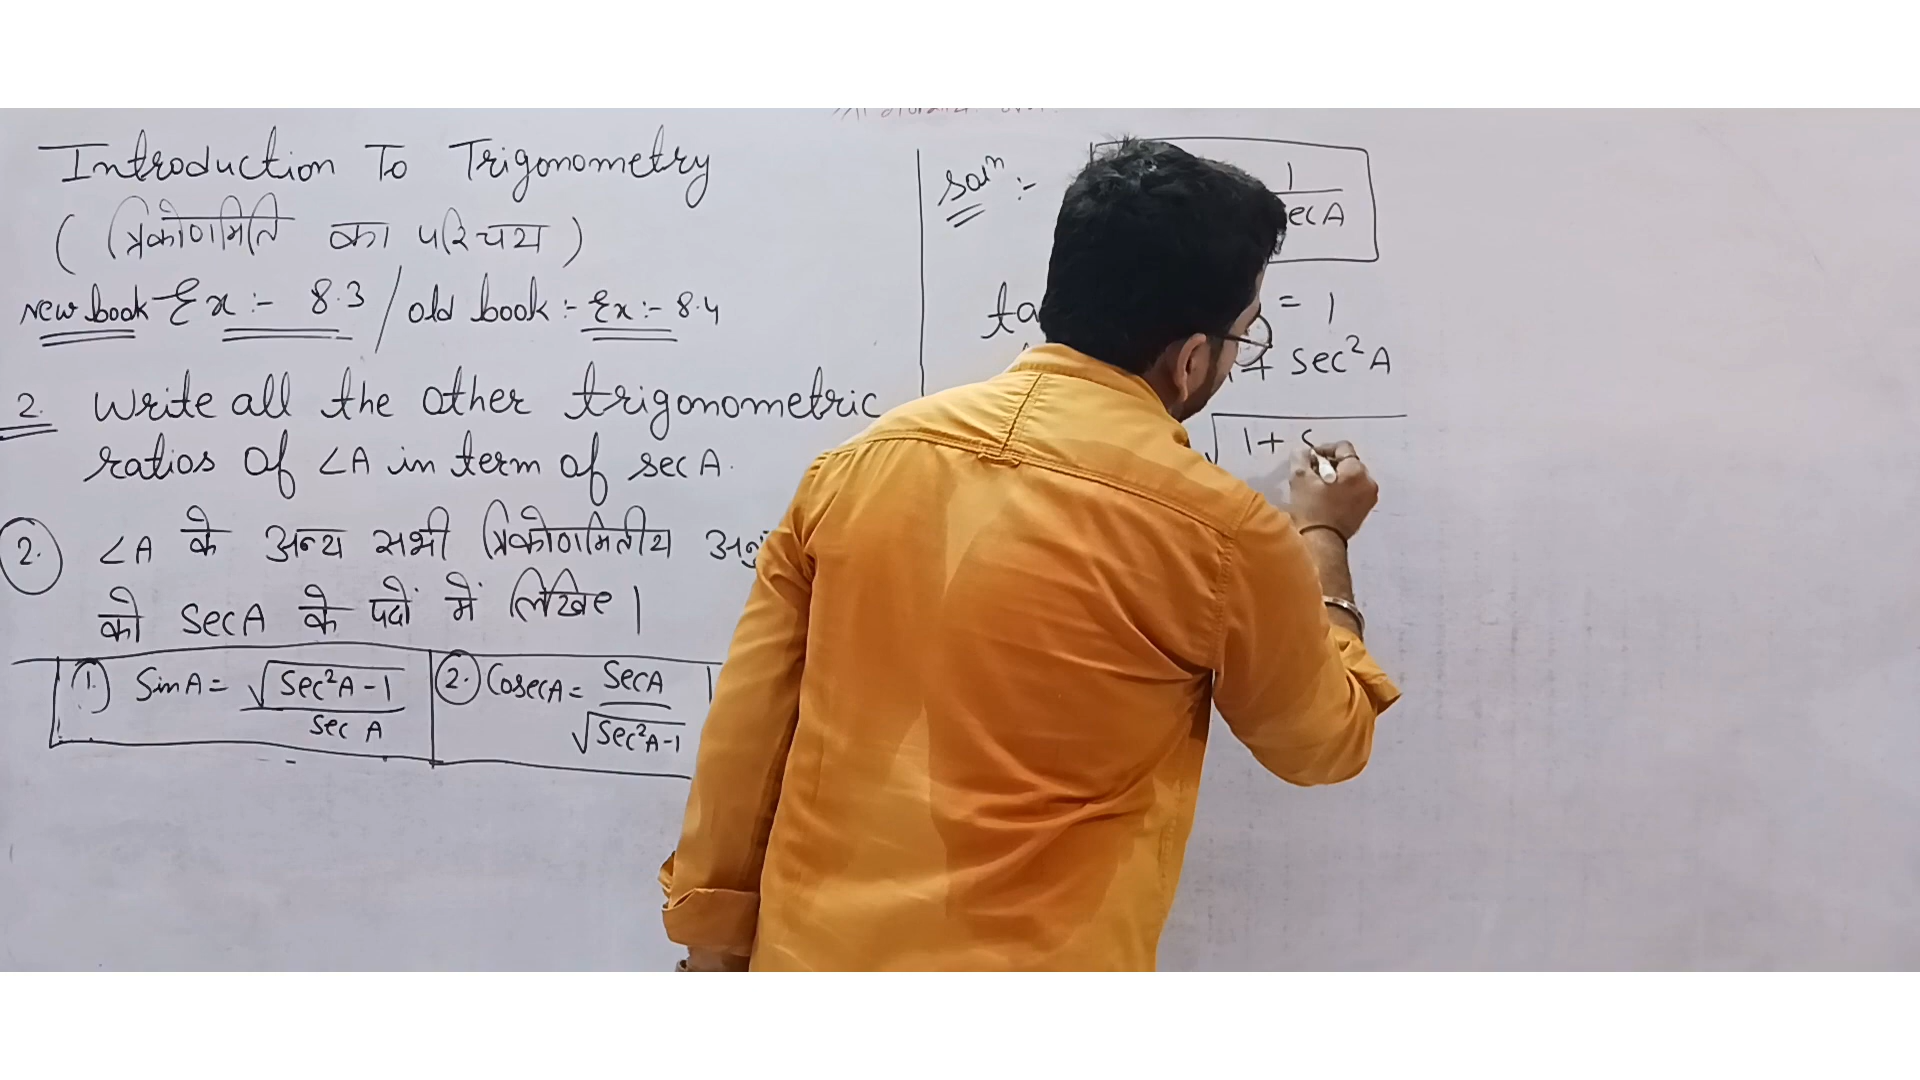 Introduction To Trigonometry
( त्रिकोणमिति का परिचय )
New book Ex :- 8.3 / old book :- Ex :- 8.4
2. Write all the other trigonometric
ratios of ∠A in term of sec A.
2. ∠A के अन्य सभी त्रिकोणमितीय
को SecA के पदों में लिखिए |
1. SinA = √Sec²A-1 / Sec A
2. CosecA = SecA / √Sec²A-1
Solⁿ :-
1 / ecA
ta = 1
+ Sec²A
√1+ S